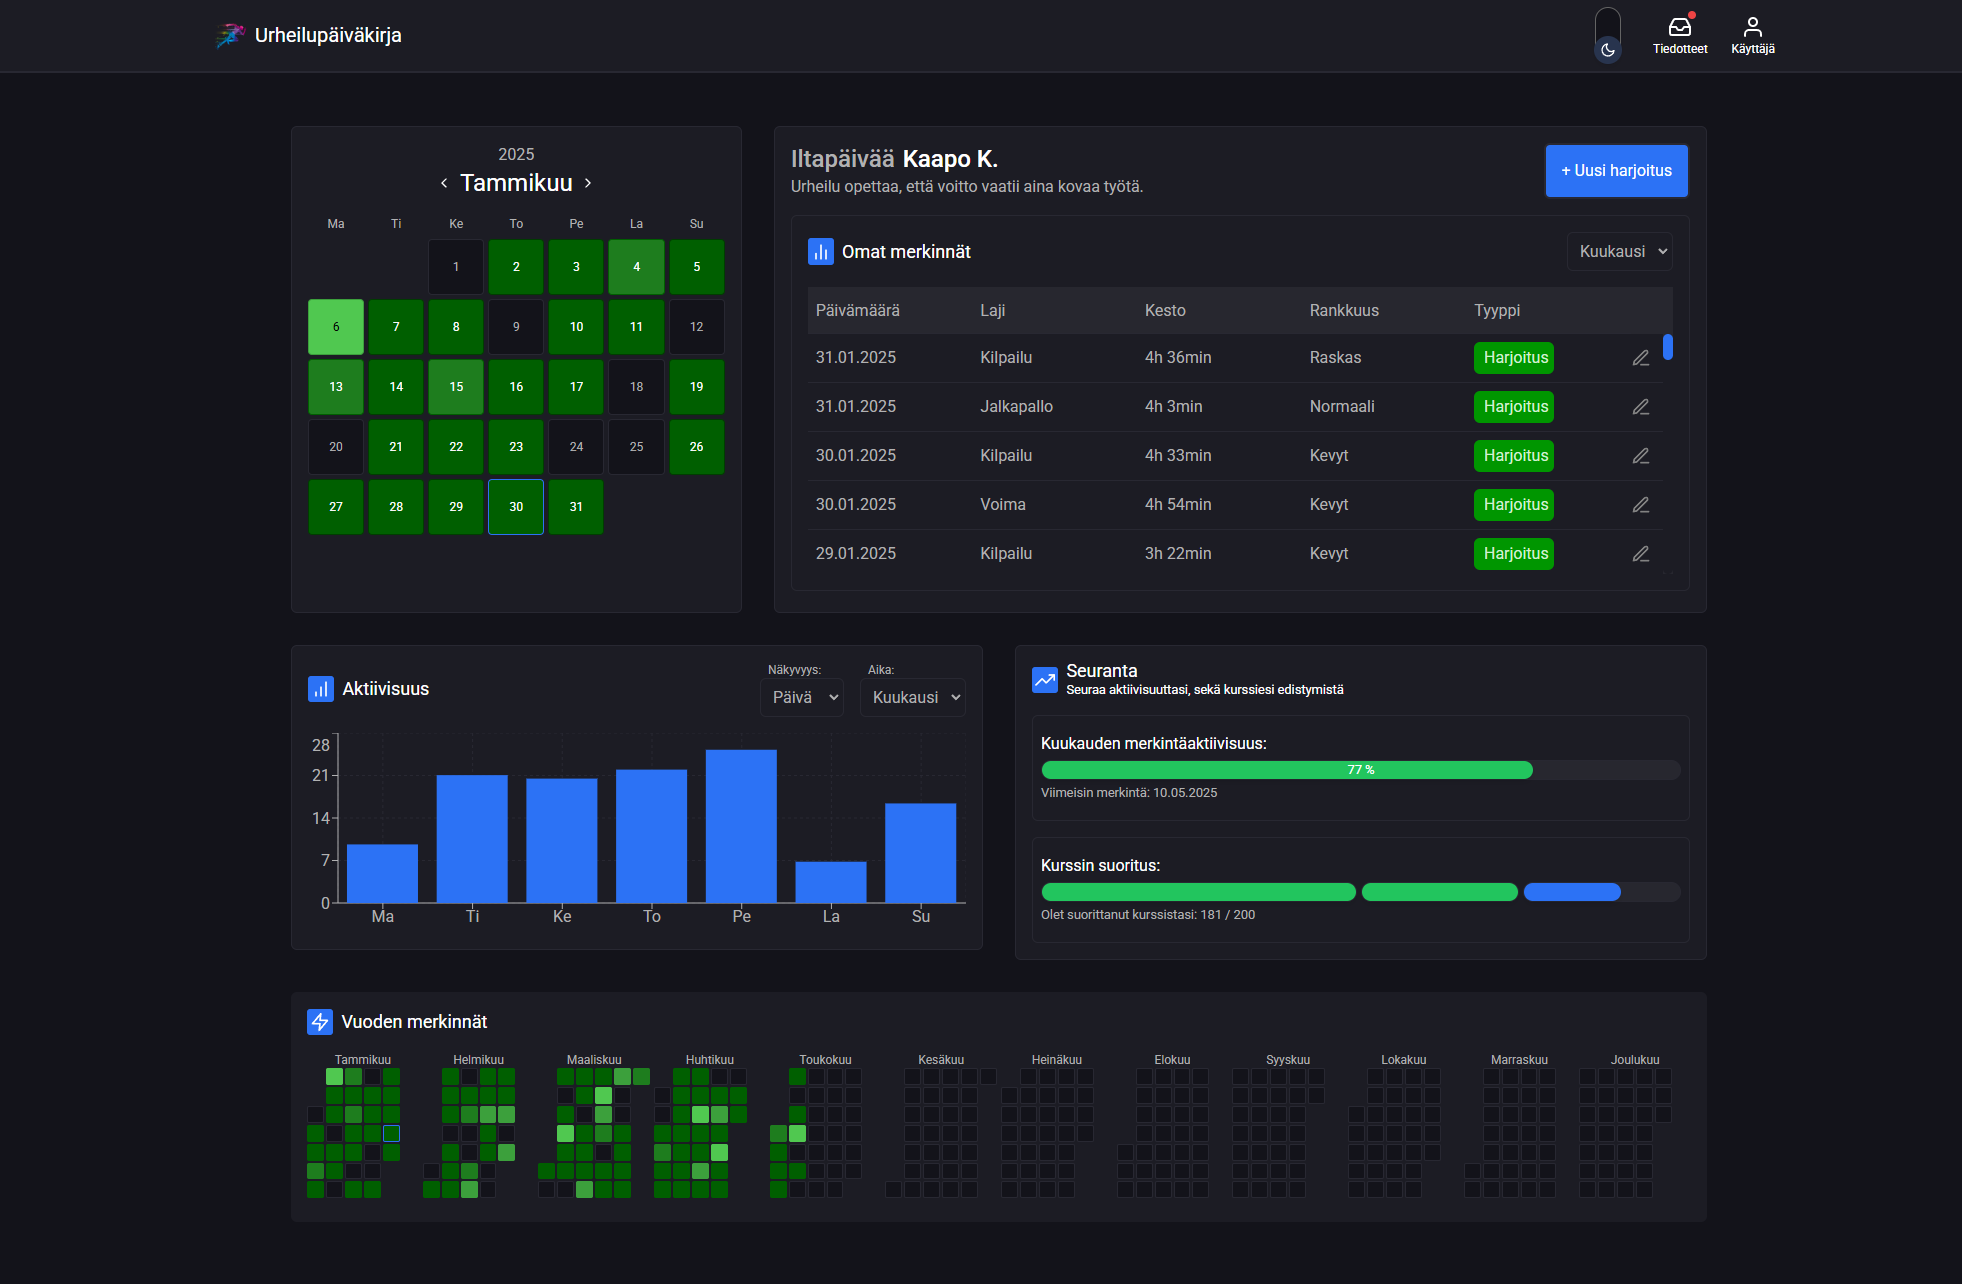 Urheilupäiväkirja
Tiedotteet
Käyttäjä
2025
Tammikuu
Ma Ti Ke To Pe La Su
1 2 3 4 5
6 7 8 9 10 11 12
13 14 15 16 17 18 19
20 21 22 23 24 25 26
27 28 29 30 31
Iltapäivää Kaapo K.
Urheilu opettaa, että voitto vaatii aina kovaa työtä.
+ Uusi harjoitus
Omat merkinnät
Kuukausi
Päivämäärä Laji Kesto Rankkuus Tyyppi
31.01.2025 Kilpailu 4h 36min Raskas Harjoitus
31.01.2025 Jalkapallo 4h 3min Normaali Harjoitus
30.01.2025 Kilpailu 4h 33min Kevyt Harjoitus
30.01.2025 Voima 4h 54min Kevyt Harjoitus
29.01.2025 Kilpailu 3h 22min Kevyt Harjoitus
Aktiivisuus
Näkyvyys:
Päivä
Aika:
Kuukausi
28
21
14
7
0
Ma Ti Ke To Pe La Su
Seuranta
Seuraa aktiivisuuttasi, sekä kurssiesi edistymistä
Kuukauden merkintäaktiivisuus:
77 %
Viimeisin merkintä: 10.05.2025
Kurssin suoritus:
Olet suorittanut kurssistasi: 181 / 200
Vuoden merkinnät
Tammikuu Helmikuu Maaliskuu Huhtikuu Toukokuu Kesäkuu Heinäkuu Elokuu Syyskuu Lokakuu Marraskuu Joulukuu